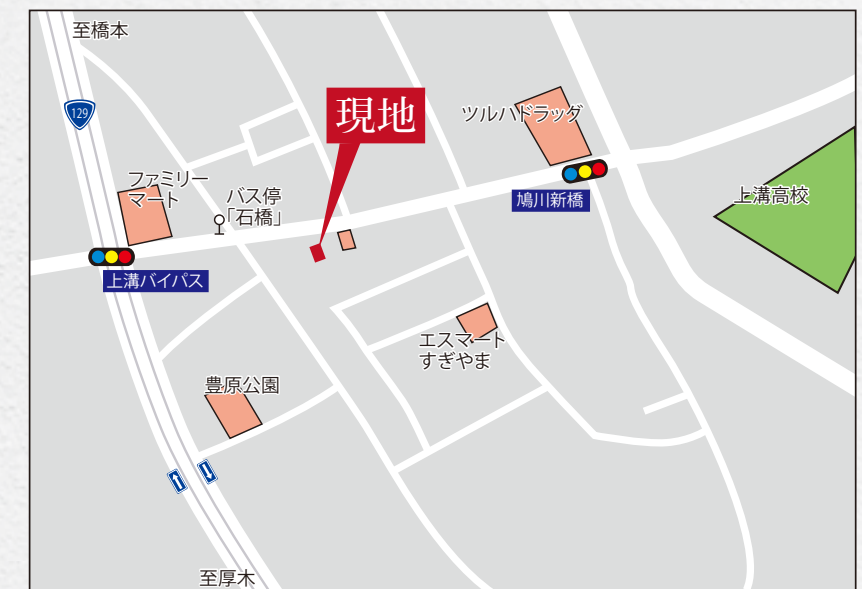 至橋本
129
現地
ツルハドラッグ
ファミリー
マート
バス停
「石橋」
鳩川新橋
上溝高校
上溝バイパス
エスマート
すぎやま
豊原公園
至厚木